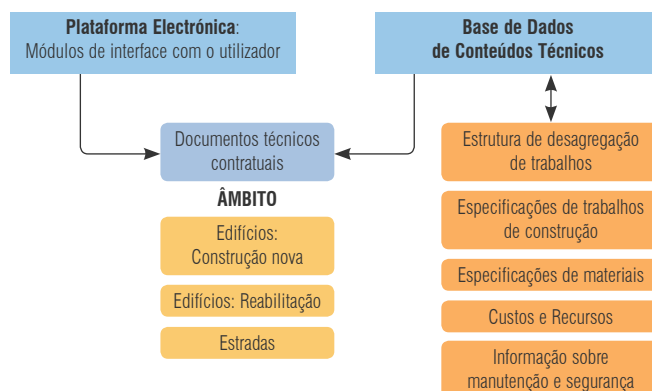 Plataforma Electrónica:
Módulos de interface com o utilizador
Base de Dados
de Conteúdos Técnicos
Documentos técnicos
contratuais
ÂMBITO
Edifícios:
Construção nova
Edifícios: Reabilitação
Estradas
Estrutura de desagregação
de trabalhos
Especificações de trabalhos
de construção
Especificações de materiais
Custos e Recursos
Informação sobre
manutenção e segurança